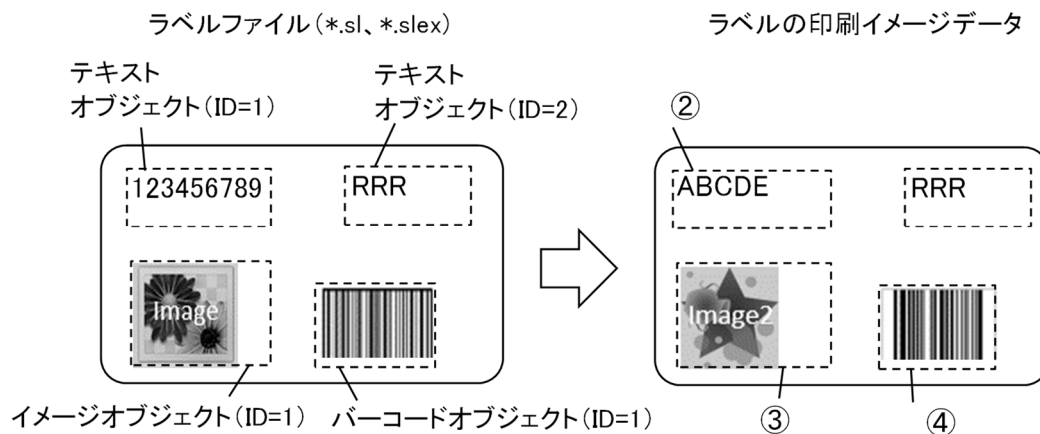 ラベルファイル(*.sl、*.slex)
ラベルの印刷イメージデータ
テキスト
オブジェクト(ID=1)
テキスト
オブジェクト(ID=2)
②
123456789
RRR
ABCDE
RRR
Image
Image2
イメージオブジェクト(ID=1)
バーコードオブジェクト(ID=1)
③
④